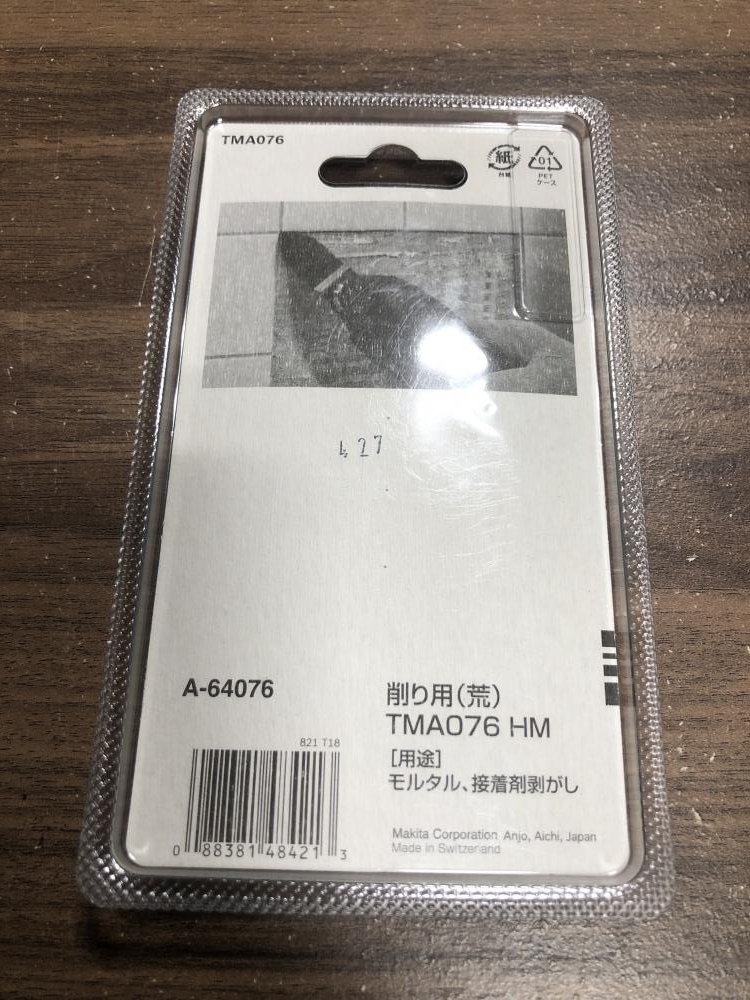 TMA076
紙
台紙
01
PET
ケース
A-64076
削り用(荒)
TMA076 HM
821 T18
[用途]
モルタル、接着剤剥がし
0 88381 48421 3
Makita Corporation Anjo, Aichi, Japan
Made in Switzerland